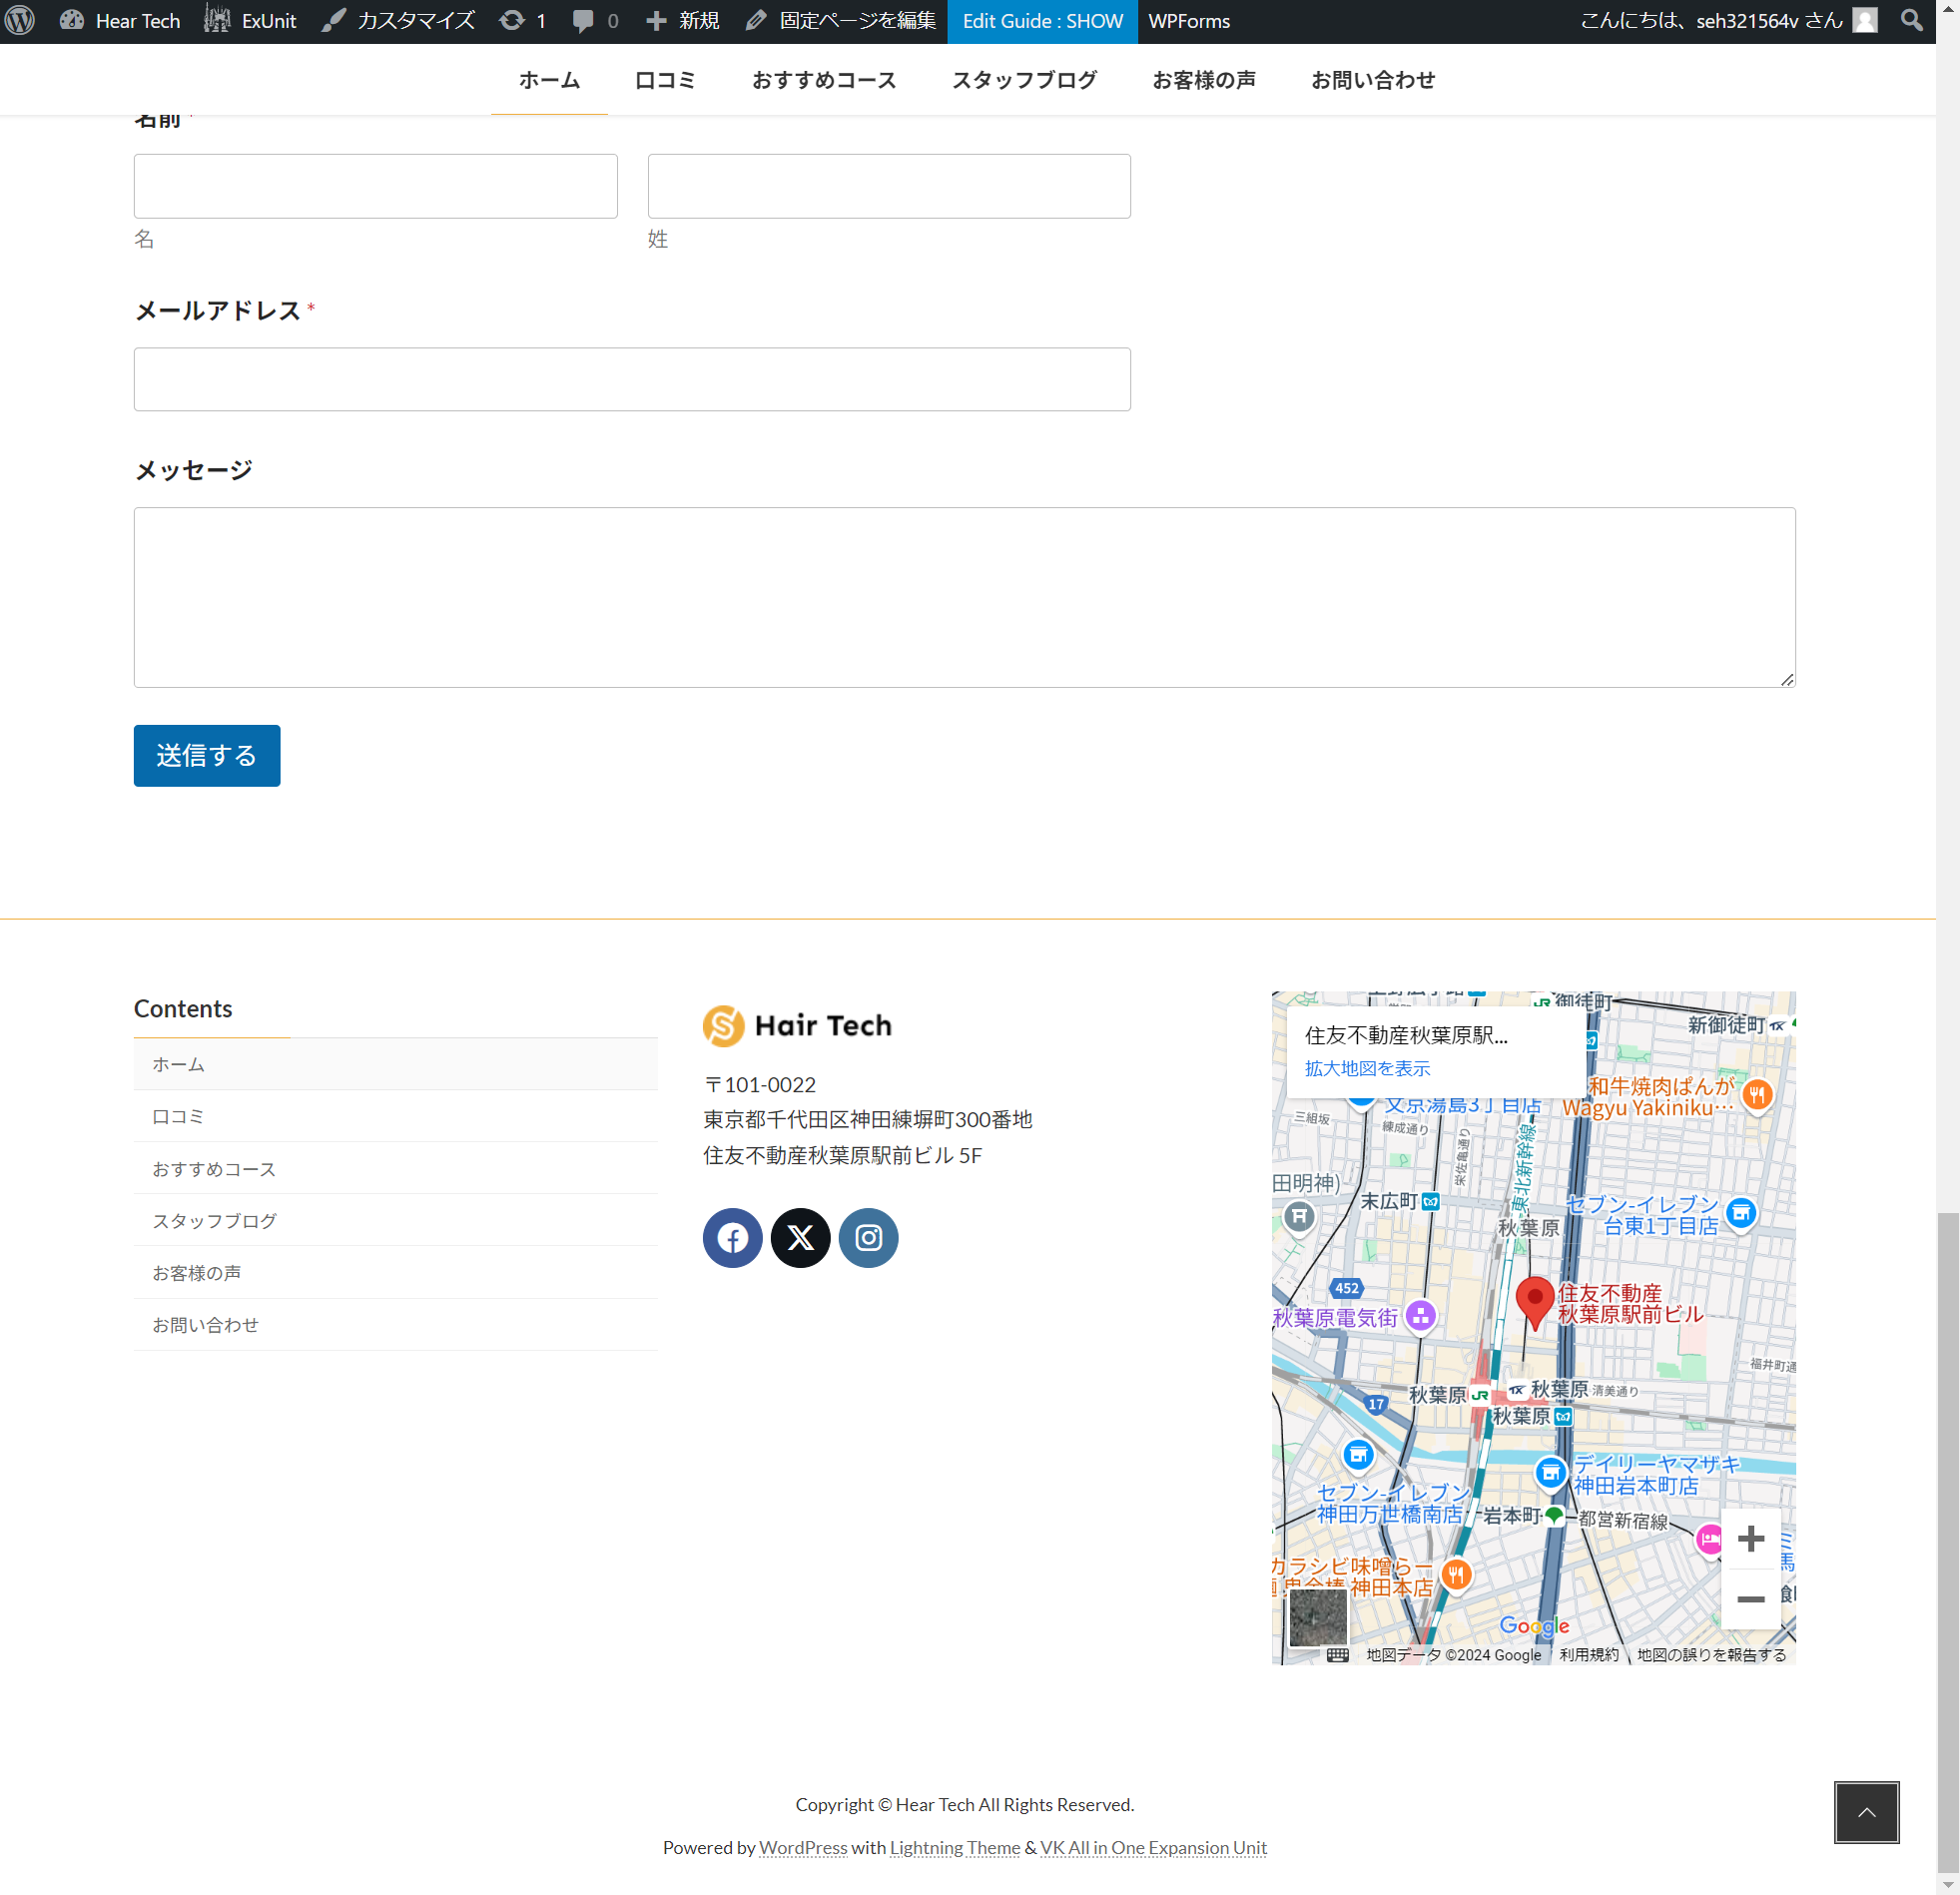 Hear Tech ExUnit カスタマイズ 1 0 新規 固定ページを編集 Edit Guide : SHOW WPForms こんにちは、seh321564v さん
ホーム 口コミ おすすめコース スタッフブログ お客様の声 お問い合わせ
名前 *
名 姓
メールアドレス *
メッセージ
送信する
Contents
ホーム
口コミ
おすすめコース
スタッフブログ
お客様の声
お問い合わせ
Hair Tech
〒101-0022
東京都千代田区神田練塀町300番地
住友不動産秋葉原駅前ビル 5F
御徒町
新御徒町
住友不動産秋葉原駅...
拡大地図を表示
和牛焼肉ぱんが
Wagyu Yakiniku…
文京湯島3丁目店
三組坂
練成通り
栄佐亀通り
東北新幹線
田明神)
末広町
秋葉原
セブン-イレブン
台東1丁目店
452
秋葉原電気街
住友不動産
秋葉原駅前ビル
福井町通
17
秋葉原 JR
秋葉原 清美通り
秋葉原
デイリーヤマザキ
神田岩本町店
セブン-イレブン
神田万世橋南店
岩本町
都営新宿線
カラシビ味噌らー
神田本店
Google
地図データ ©2024 Google 利用規約 地図の誤りを報告する
Copyright © Hear Tech All Rights Reserved.
Powered by WordPress with Lightning Theme & VK All in One Expansion Unit